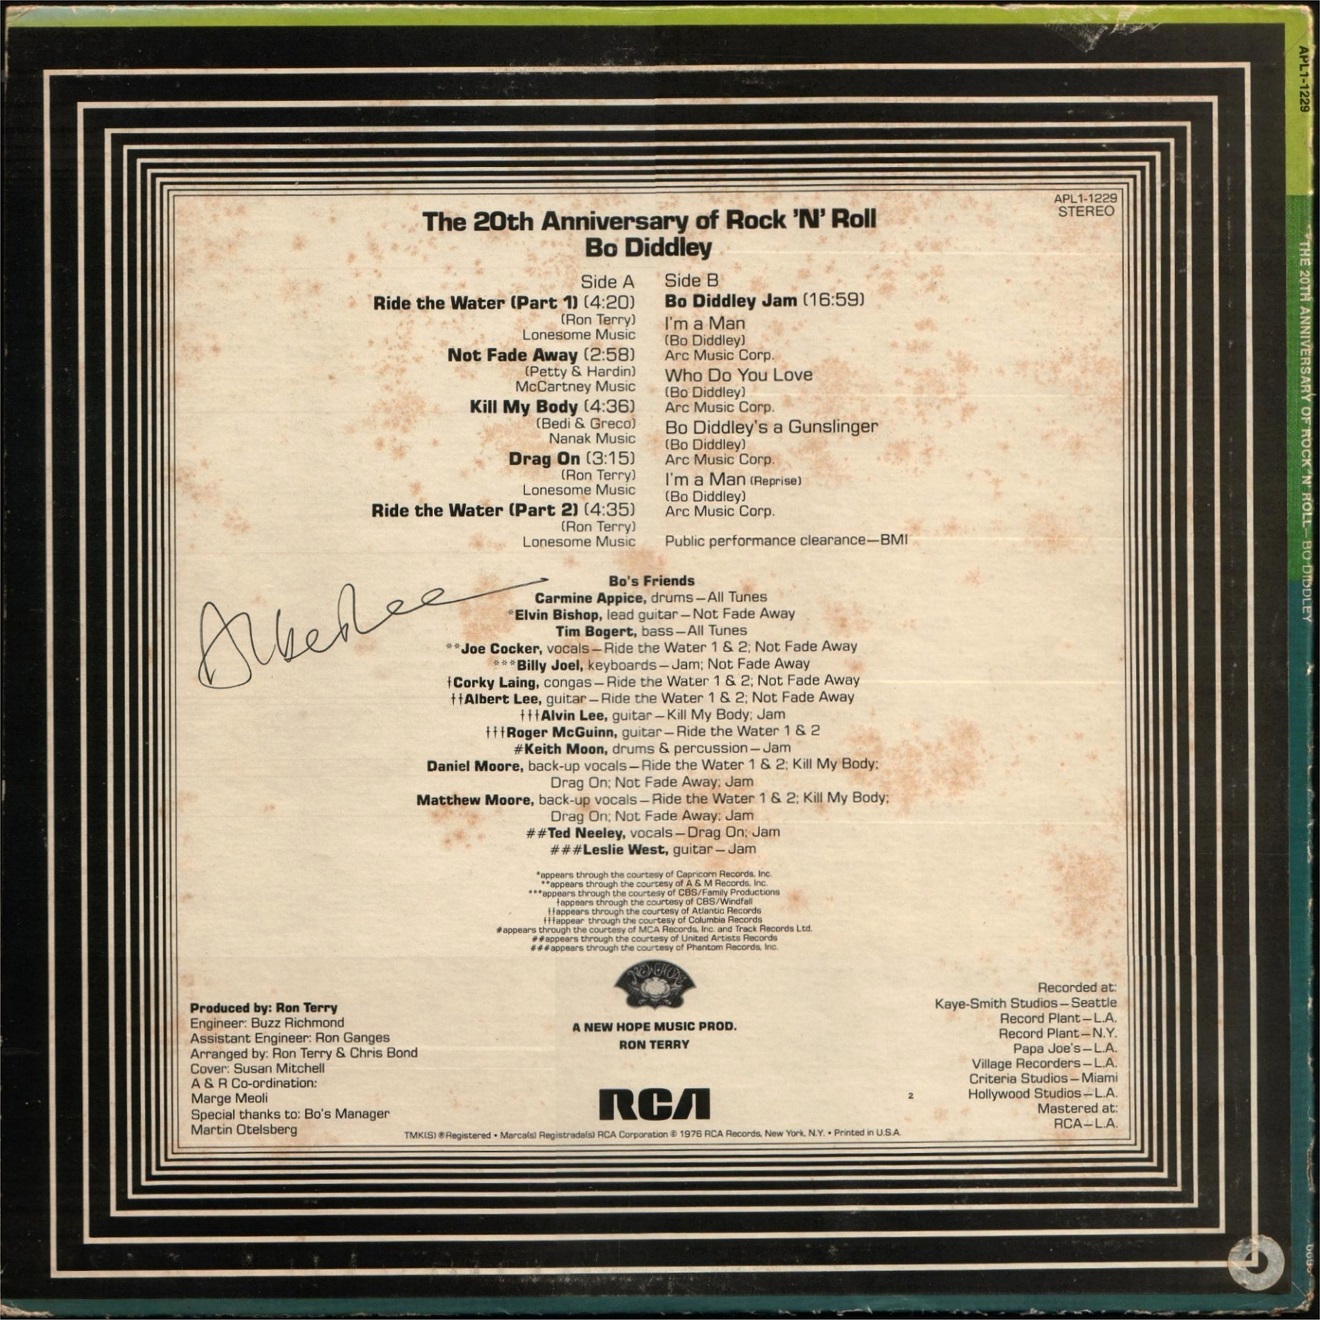 APL1-1229
STEREO
The 20th Anniversary of Rock 'N' Roll
Bo Diddley
Side A
Ride the Water (Part 1) (4:20)
(Ron Terry)
Lonesome Music
Not Fade Away (2:58)
(Petty & Hardin)
McCartney Music
Kill My Body (4:36)
(Bedi & Greco)
Nanak Music
Drag On (3:15)
(Ron Terry)
Lonesome Music
Ride the Water (Part 2) (4:35)
(Ron Terry)
Lonesome Music
Side B
Bo Diddley Jam (16:59)
I'm a Man
(Bo Diddley)
Arc Music Corp.
Who Do You Love
(Bo Diddley)
Arc Music Corp.
Bo Diddley's a Gunslinger
(Bo Diddley)
Arc Music Corp.
I'm a Man (Reprise)
(Bo Diddley)
Arc Music Corp.
Public performance clearance—BMI
Albert Lee
Bo's Friends
Carmine Appice, drums—All Tunes
*Elvin Bishop, lead guitar—Not Fade Away
Tim Bogert, bass—All Tunes
**Joe Cocker, vocals—Ride the Water 1 & 2; Not Fade Away
***Billy Joel, keyboards—Jam; Not Fade Away
†Corky Laing, congas—Ride the Water 1 & 2; Not Fade Away
††Albert Lee, guitar—Ride the Water 1 & 2; Not Fade Away
†††Alvin Lee, guitar—Kill My Body; Jam
†††Roger McGuinn, guitar—Ride the Water 1 & 2
#Keith Moon, drums & percussion—Jam
Daniel Moore, back-up vocals—Ride the Water 1 & 2; Kill My Body;
Drag On; Not Fade Away; Jam
Matthew Moore, back-up vocals—Ride the Water 1 & 2; Kill My Body;
Drag On; Not Fade Away; Jam
##Ted Neeley, vocals—Drag On; Jam
###Leslie West, guitar—Jam
*appears through the courtesy of Capricorn Records, Inc.
**appears through the courtesy of A & M Records, Inc.
***appears through the courtesy of CBS/Family Productions
†appears through the courtesy of CBS/Windfall
††appears through the courtesy of Atlantic Records
†††appear through the courtesy of Columbia Records
#appears through the courtesy of MCA Records, Inc. and Track Records Ltd.
##appears through the courtesy of United Artists Records
###appears through the courtesy of Phantom Records, Inc.
NEW HOPE
A NEW HOPE MUSIC PROD.
RON TERRY
Produced by: Ron Terry
Engineer: Buzz Richmond
Assistant Engineer: Ron Ganges
Arranged by: Ron Terry & Chris Bond
Cover: Susan Mitchell
A & R Co-ordination:
Marge Meoli
Special thanks to: Bo's Manager
Martin Otelsberg
RCA
TMK(S) ® Registered • Marca(s) Registrada(s) RCA Corporation © 1976 RCA Records, New York, N.Y. • Printed in U.S.A.
2
Recorded at:
Kaye-Smith Studios—Seattle
Record Plant—L.A.
Record Plant—N.Y.
Papa Joe's—L.A.
Village Recorders—L.A.
Criteria Studios—Miami
Hollywood Studios—L.A.
Mastered at:
RCA—L.A.
APL1-1229
THE 20TH ANNIVERSARY OF ROCK 'N' ROLL—BO DIDDLEY